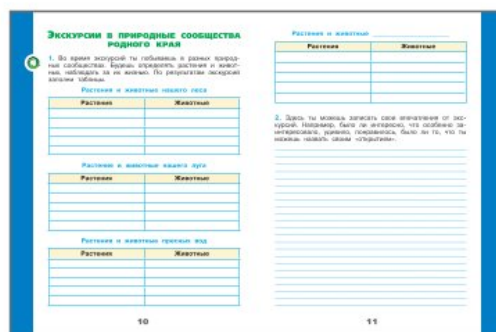 ЭКСКУРСИИ В ПРИРОДНЫЕ СООБЩЕСТВА
РОДНОГО КРАЯ
1. Во время экскурсий ты побываешь в разных природ-
ных сообществах. Будешь определять растения и живот-
ных, наблюдать за их жизнью. По результатам экскурсий
заполни таблицы.
Растения и животные нашего леса
Растения Животные
Растения и животные нашего луга
Растения Животные
Растения и животные пресных вод
Растения Животные
10
Растения и животные
Растения Животные
2. Здесь ты можешь записать свои впечатления от экс-
курсий. Например, было ли интересно, что особенно за-
интересовало, удивило, понравилось, было ли то, что ты
можешь назвать своим «открытием».
11